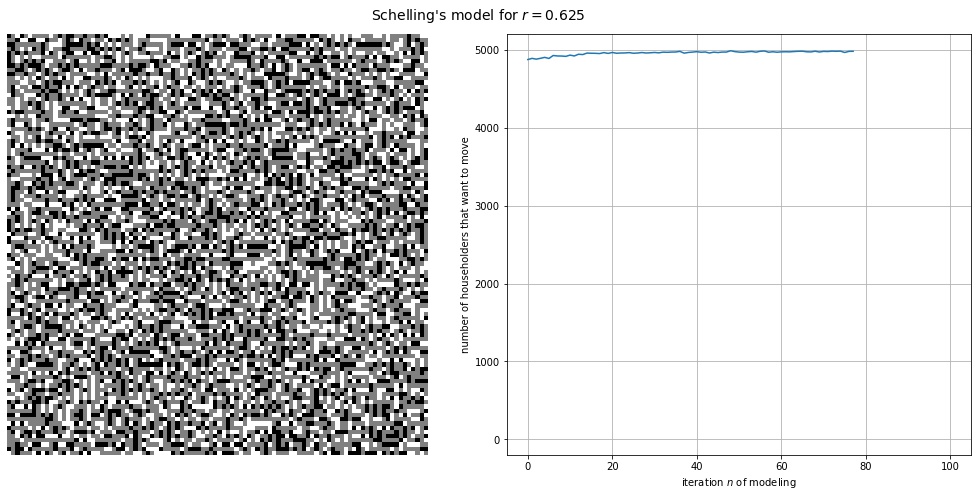 Schelling's model for r = 0.625
5000
4000
3000
2000
1000
0
number of householders that want to move
0 20 40 60 80 100
iteration n of modeling